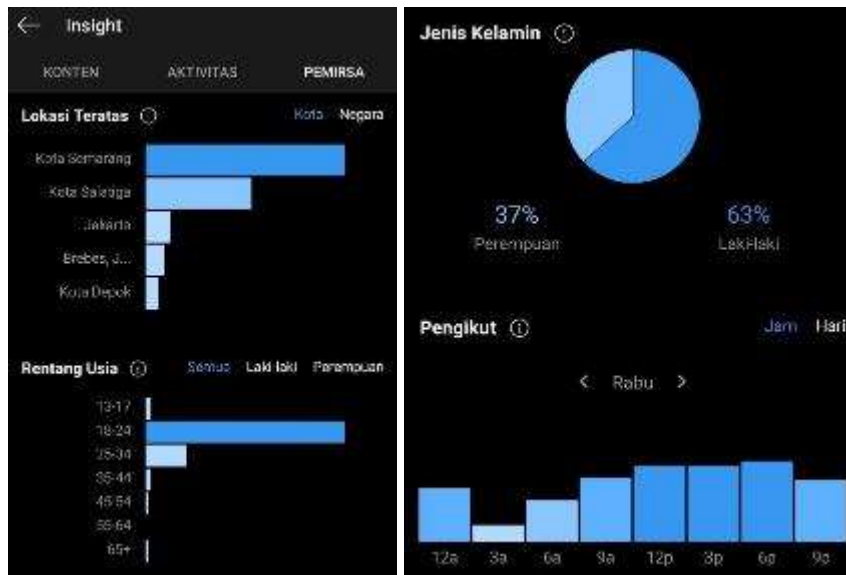 ← Insight
KONTEN AKTIVITAS PEMIRSA
Lokasi Teratas Kota Negara
Kota Semarang
Kota Salatiga
Jakarta
Brebes, J...
Kota Depok
Rentang Usia Semua Laki-laki Perempuan
13-17
18-24
25-34
35-44
45-54
55-64
65+
Jenis Kelamin
37% 63%
Perempuan Laki-laki
Pengikut Jam Hari
< Rabu >
12a 3a 6a 9a 12p 3p 6p 9p